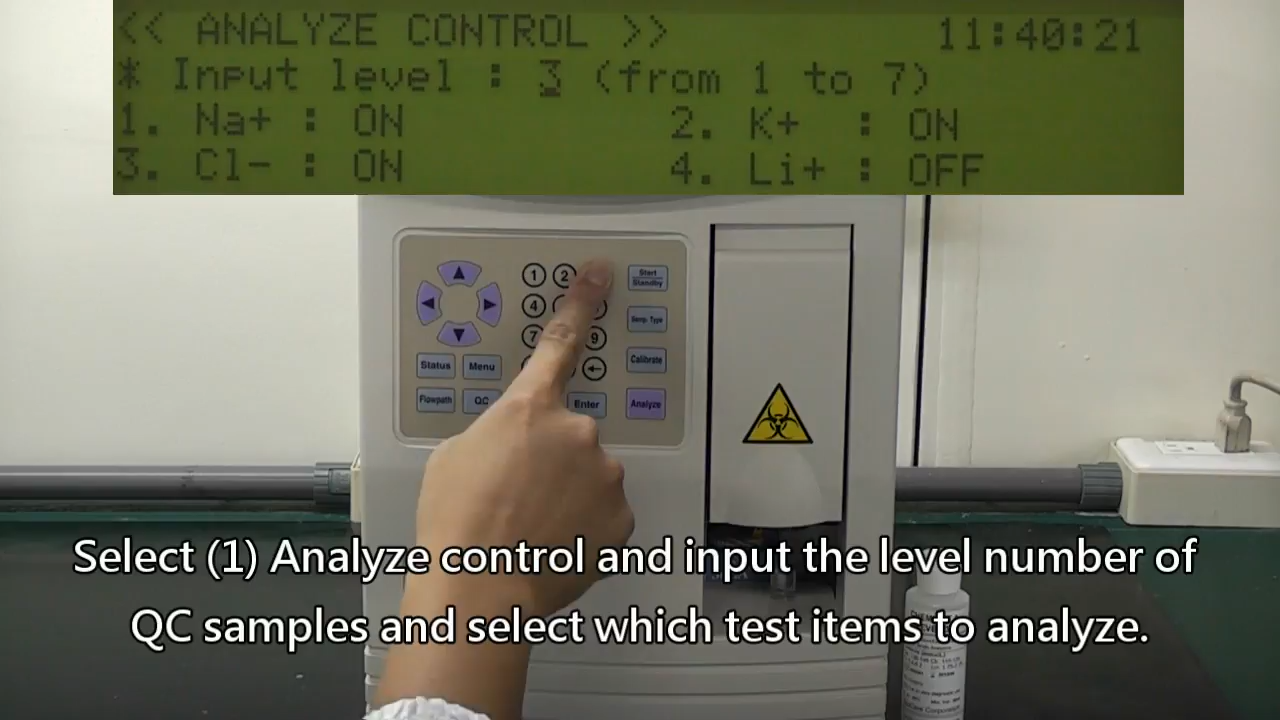 << ANALYZE CONTROL >> 11:40:21
* Input level : 3 (from 1 to 7)
1. Na+ : ON 2. K+ : ON
3. Cl- : ON 4. Li+ : OFF
1 2
Start
Standby
4
Samp. Type
7 9
Status Menu
Calibrate
Flowpath QC Enter Analyze
Select (1) Analyze control and input the level number of
QC samples and select which test items to analyze.